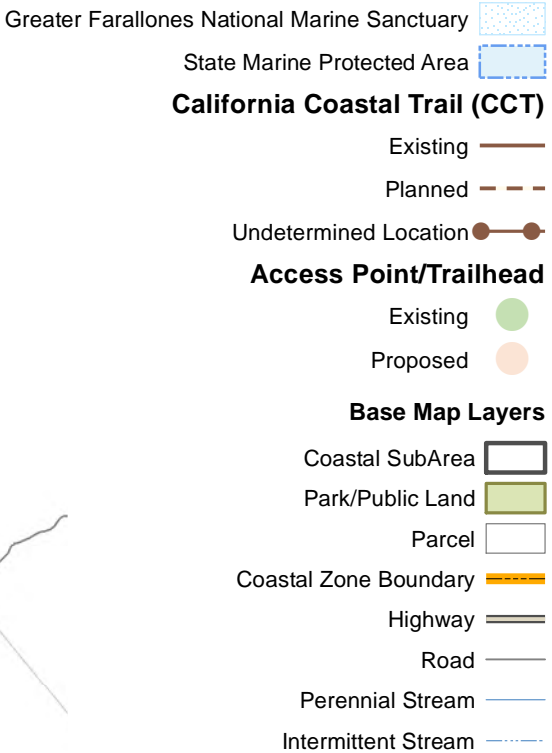 Greater Farallones National Marine Sanctuary
State Marine Protected Area
California Coastal Trail (CCT)
Existing
Planned
Undetermined Location
Access Point/Trailhead
Existing
Proposed
Base Map Layers
Coastal SubArea
Park/Public Land
Parcel
Coastal Zone Boundary
Highway
Road
Perennial Stream
Intermittent Stream